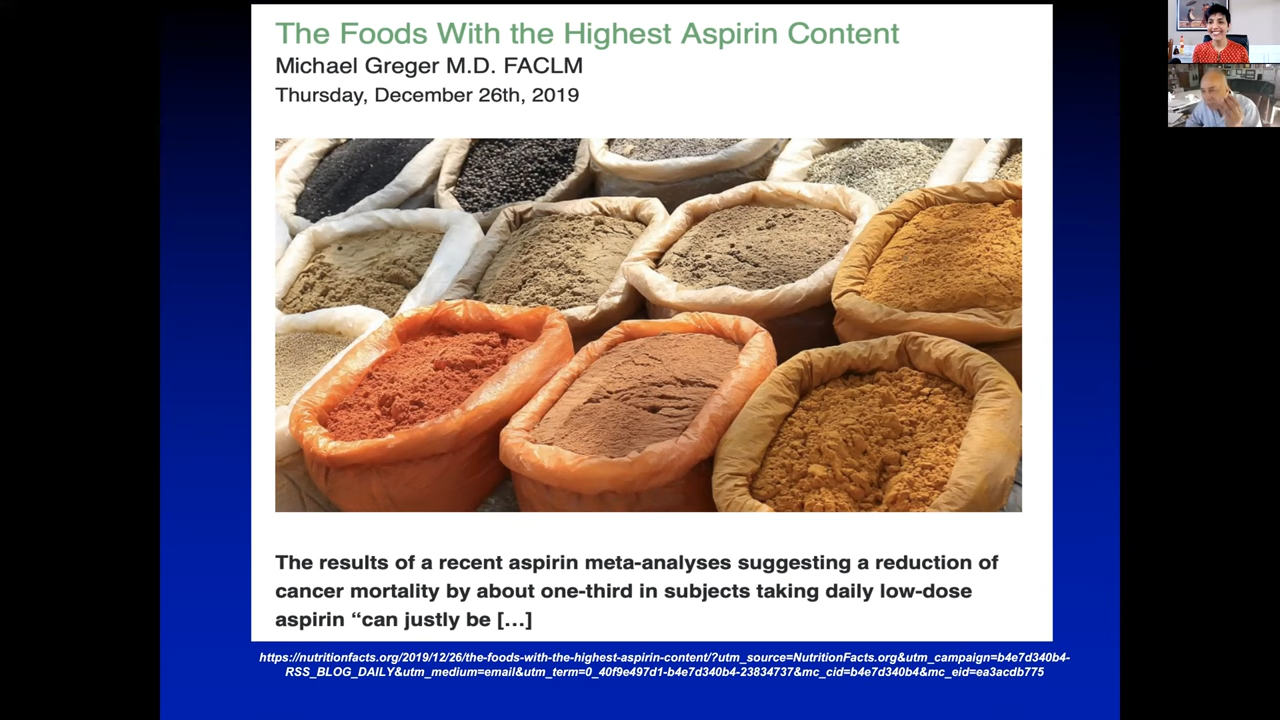 The Foods With the Highest Aspirin Content
Michael Greger M.D. FACLM
Thursday, December 26th, 2019
The results of a recent aspirin meta-analyses suggesting a reduction of
cancer mortality by about one-third in subjects taking daily low-dose
aspirin “can justly be [...]
https://nutritionfacts.org/2019/12/26/the-foods-with-the-highest-aspirin-content/?utm_source=NutritionFacts.org&utm_campaign=b4e7d340b4-
RSS_BLOG_DAILY&utm_medium=email&utm_term=0_40f9e497d1-b4e7d340b4-23834737&mc_cid=b4e7d340b4&mc_eid=ea3acdb775